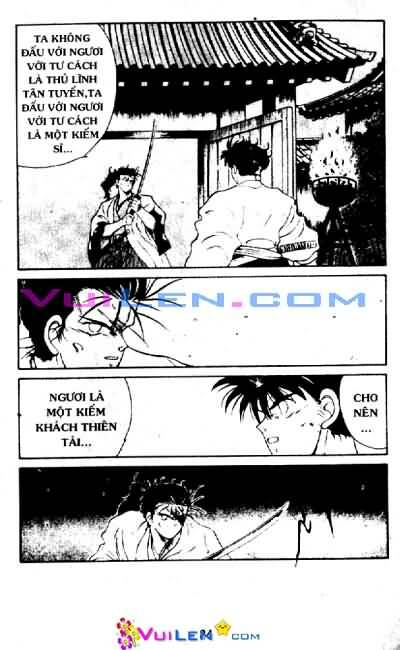 TA KHÔNG
ĐẤU VỚI NGƯƠI
VỚI TƯ CÁCH
LÀ THỦ LĨNH
TÂN TUYỂN,TA
ĐẤU VỚI NGƯƠI
VỚI TƯ CÁCH
LÀ MỘT KIẾM
SĨ...
VUILEN.COM
CHO
NÊN
...
NGƯƠI LÀ
MỘT KIẾM
KHÁCH THIÊN
TÀI...
VUILEN.COM